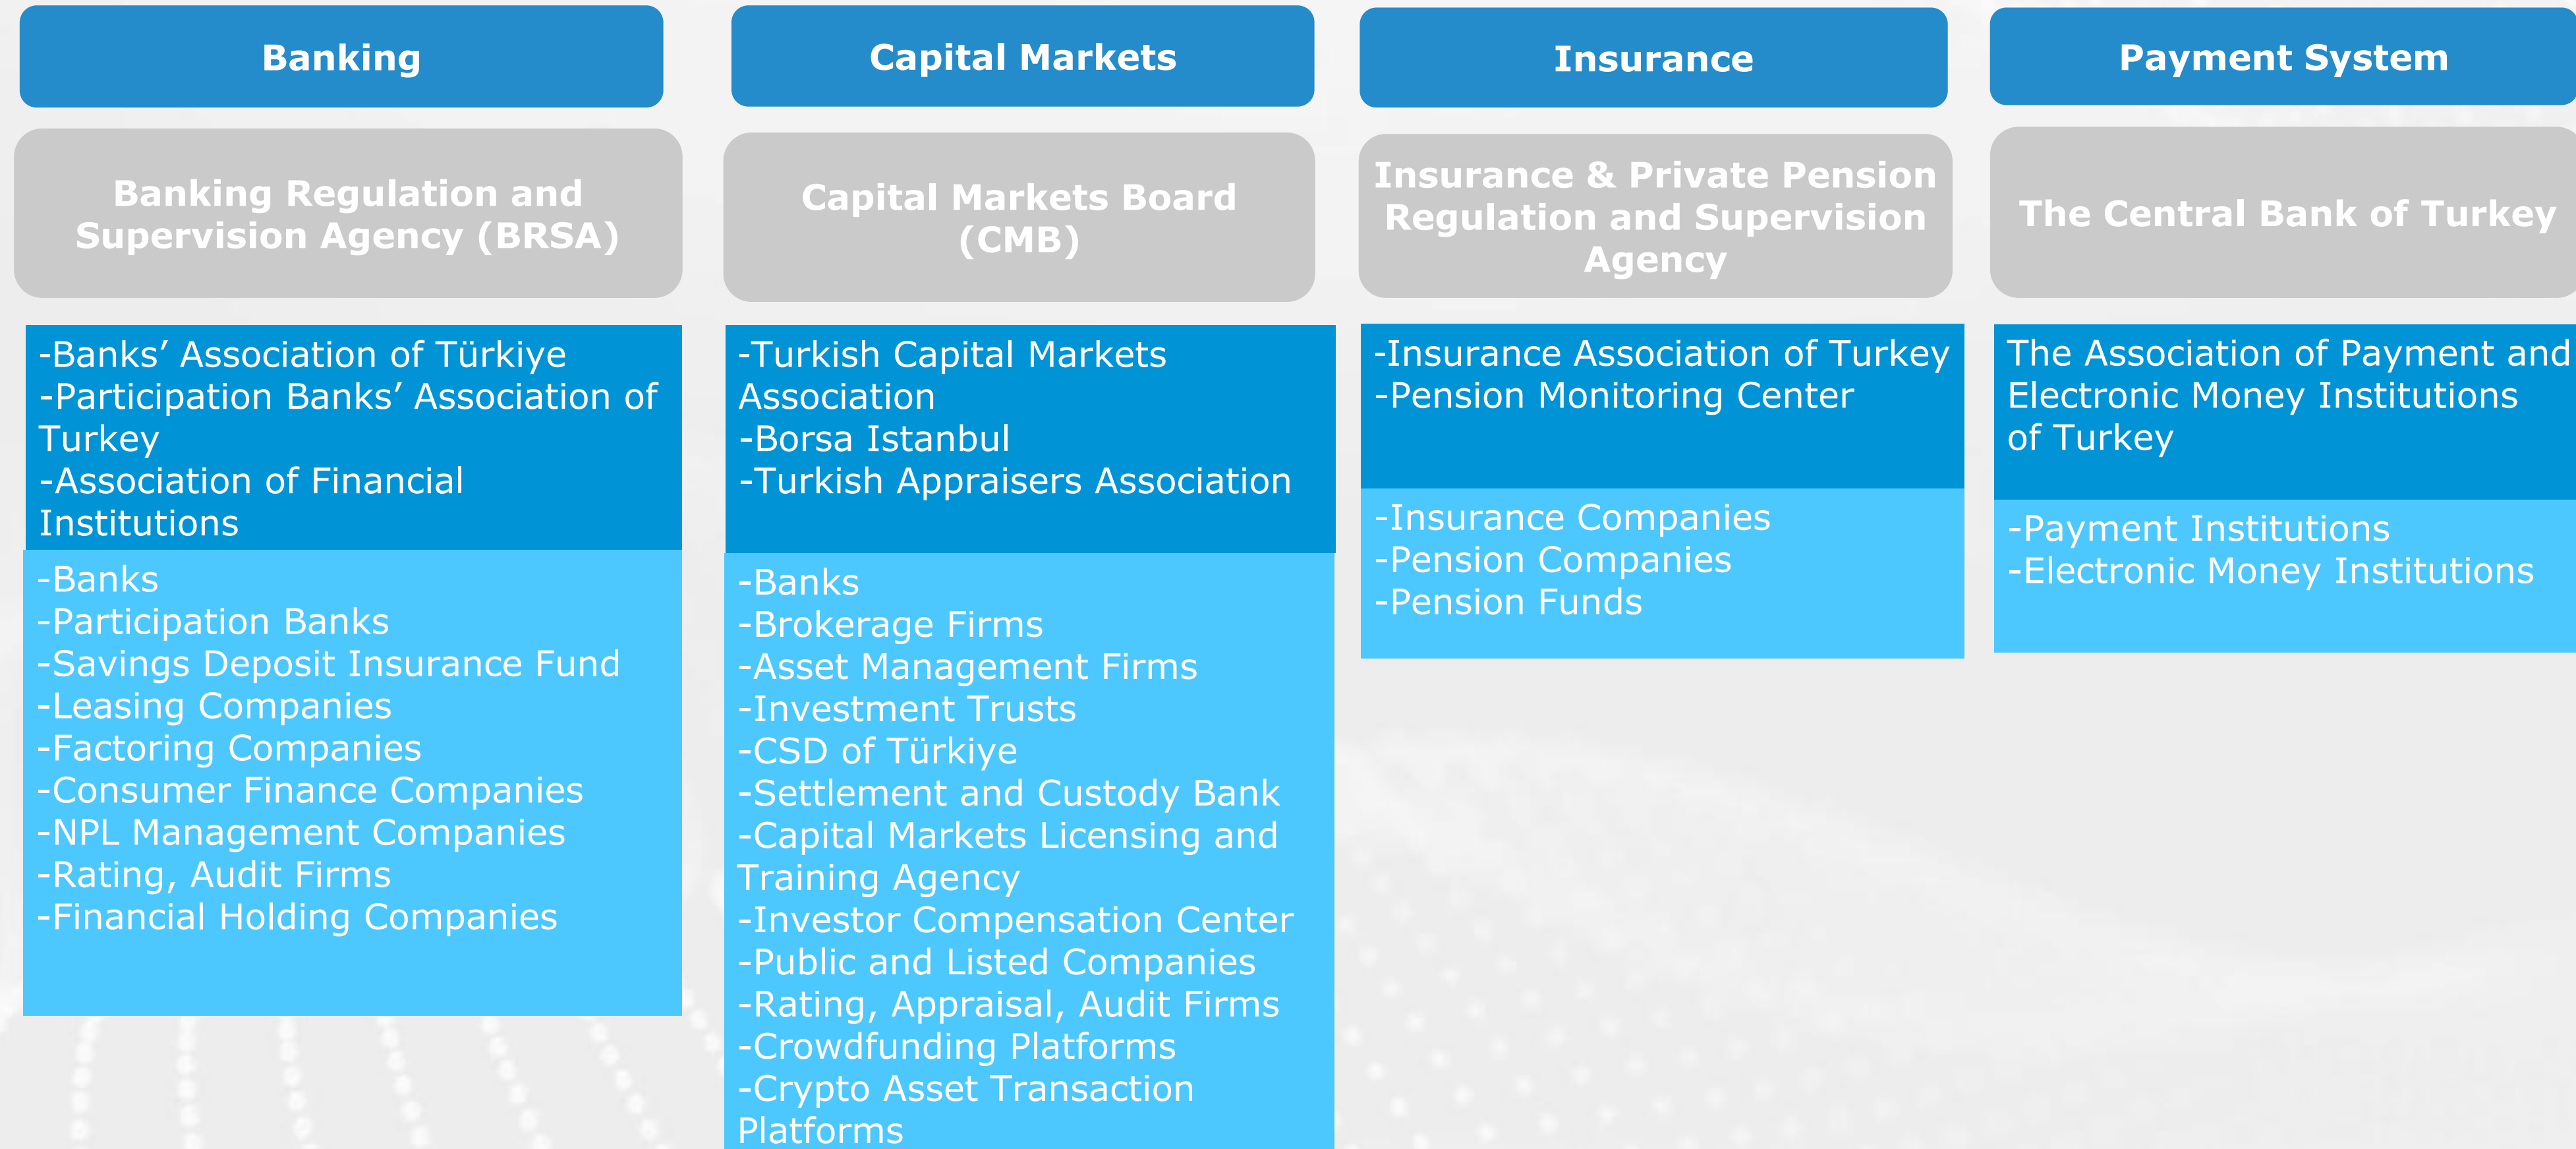 Banking
Banking Regulation and
Supervision Agency (BRSA)
-Banks’ Association of Türkiye
-Participation Banks’ Association of
Turkey
-Association of Financial
Institutions
-Banks
-Participation Banks
-Savings Deposit Insurance Fund
-Leasing Companies
-Factoring Companies
-Consumer Finance Companies
-NPL Management Companies
-Rating, Audit Firms
-Financial Holding Companies
Capital Markets
Capital Markets Board
(CMB)
-Turkish Capital Markets
Association
-Borsa Istanbul
-Turkish Appraisers Association
-Banks
-Brokerage Firms
-Asset Management Firms
-Investment Trusts
-CSD of Türkiye
-Settlement and Custody Bank
-Capital Markets Licensing and
Training Agency
-Investor Compensation Center
-Public and Listed Companies
-Rating, Appraisal, Audit Firms
-Crowdfunding Platforms
-Crypto Asset Transaction
Platforms
Insurance
Insurance & Private Pension
Regulation and Supervision
Agency
-Insurance Association of Turkey
-Pension Monitoring Center
-Insurance Companies
-Pension Companies
-Pension Funds
Payment System
The Central Bank of Turkey
The Association of Payment and
Electronic Money Institutions
of Turkey
-Payment Institutions
-Electronic Money Institutions